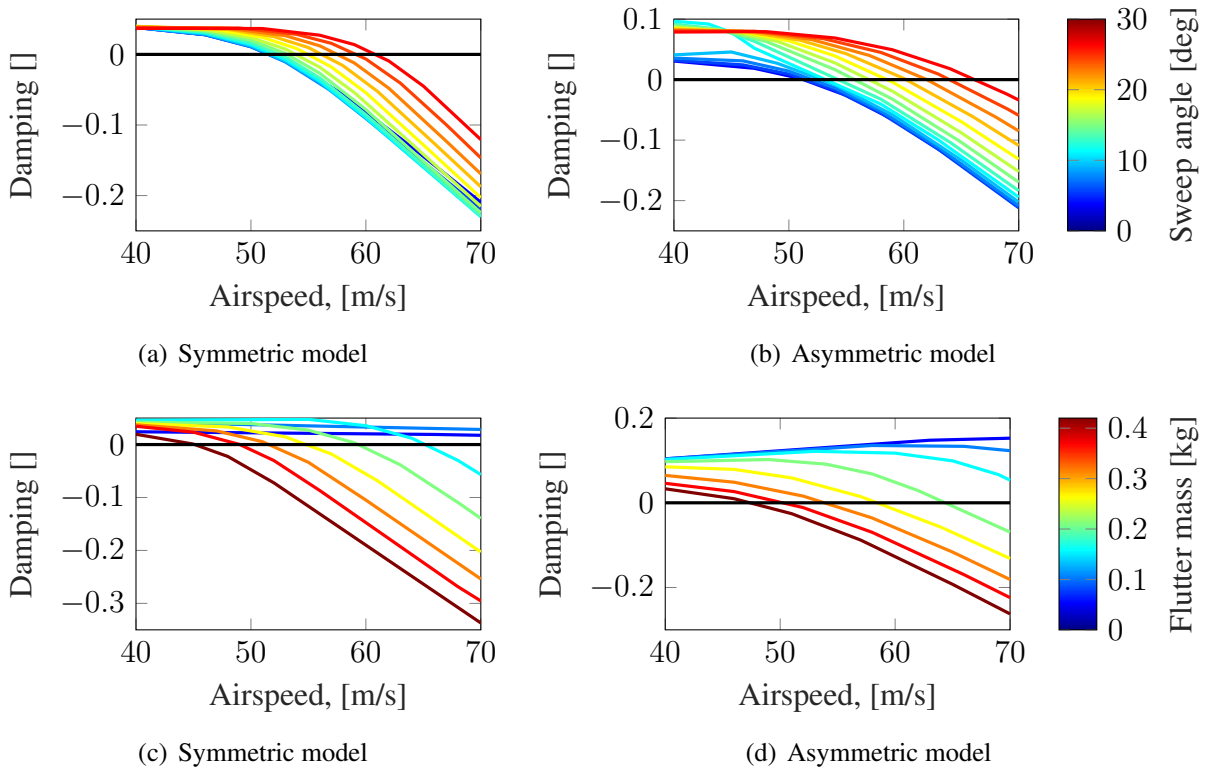 0
−0.1
−0.2
Damping []
40 50 60 70
Airspeed, [m/s]
(a) Symmetric model
0.1
0
0.1
0.2
Damping []
40 50 60 70
Airspeed, [m/s]
(b) Asymmetric model
30
20
10
0
Sweep angle [deg]
0
−0.1
−0.2
−0.3
Damping []
40 50 60 70
Airspeed, [m/s]
(c) Symmetric model
0.2
0
−0.2
Damping []
40 50 60 70
Airspeed, [m/s]
(d) Asymmetric model
0.4
0.3
0.2
0.1
0
Flutter mass [kg]